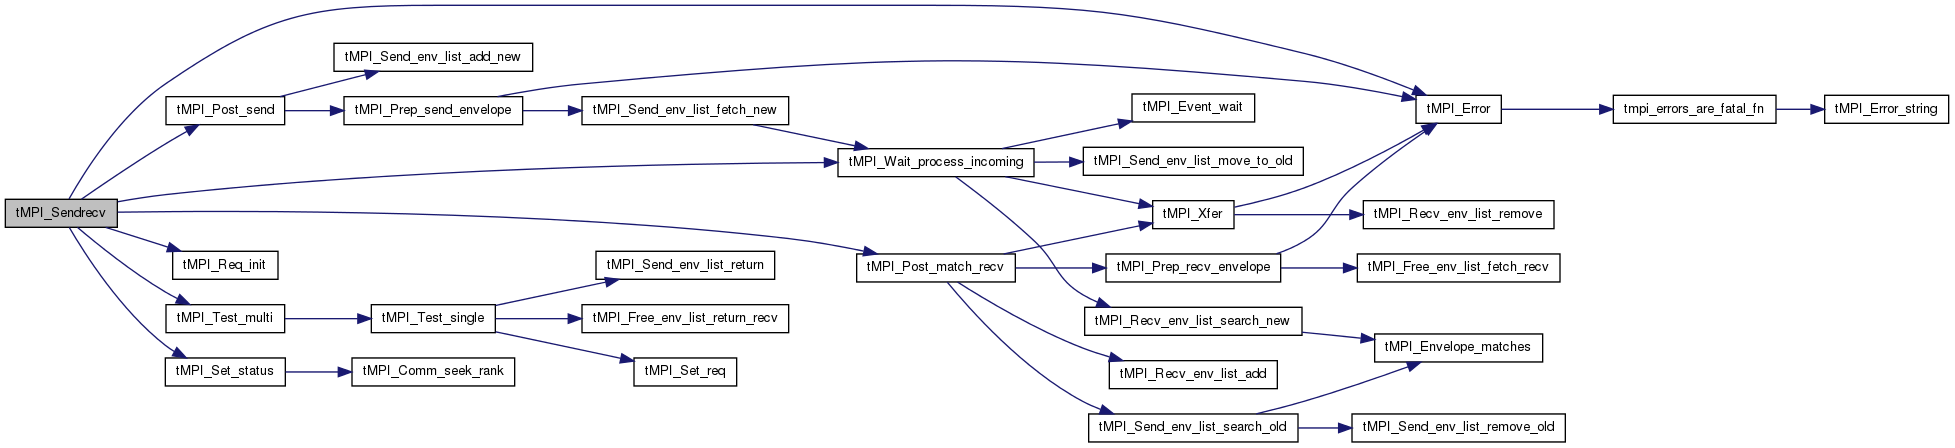 tMPI_Sendrecv
tMPI_Send_env_list_add_new
tMPI_Post_send
tMPI_Prep_send_envelope
tMPI_Send_env_list_fetch_new
tMPI_Event_wait
tMPI_Error
tmpi_errors_are_fatal_fn
tMPI_Error_string
tMPI_Wait_process_incoming
tMPI_Send_env_list_move_to_old
tMPI_Xfer
tMPI_Recv_env_list_remove
tMPI_Req_init
tMPI_Send_env_list_return
tMPI_Post_match_recv
tMPI_Prep_recv_envelope
tMPI_Free_env_list_fetch_recv
tMPI_Test_multi
tMPI_Test_single
tMPI_Free_env_list_return_recv
tMPI_Recv_env_list_search_new
tMPI_Envelope_matches
tMPI_Set_status
tMPI_Comm_seek_rank
tMPI_Set_req
tMPI_Recv_env_list_add
tMPI_Send_env_list_search_old
tMPI_Send_env_list_remove_old